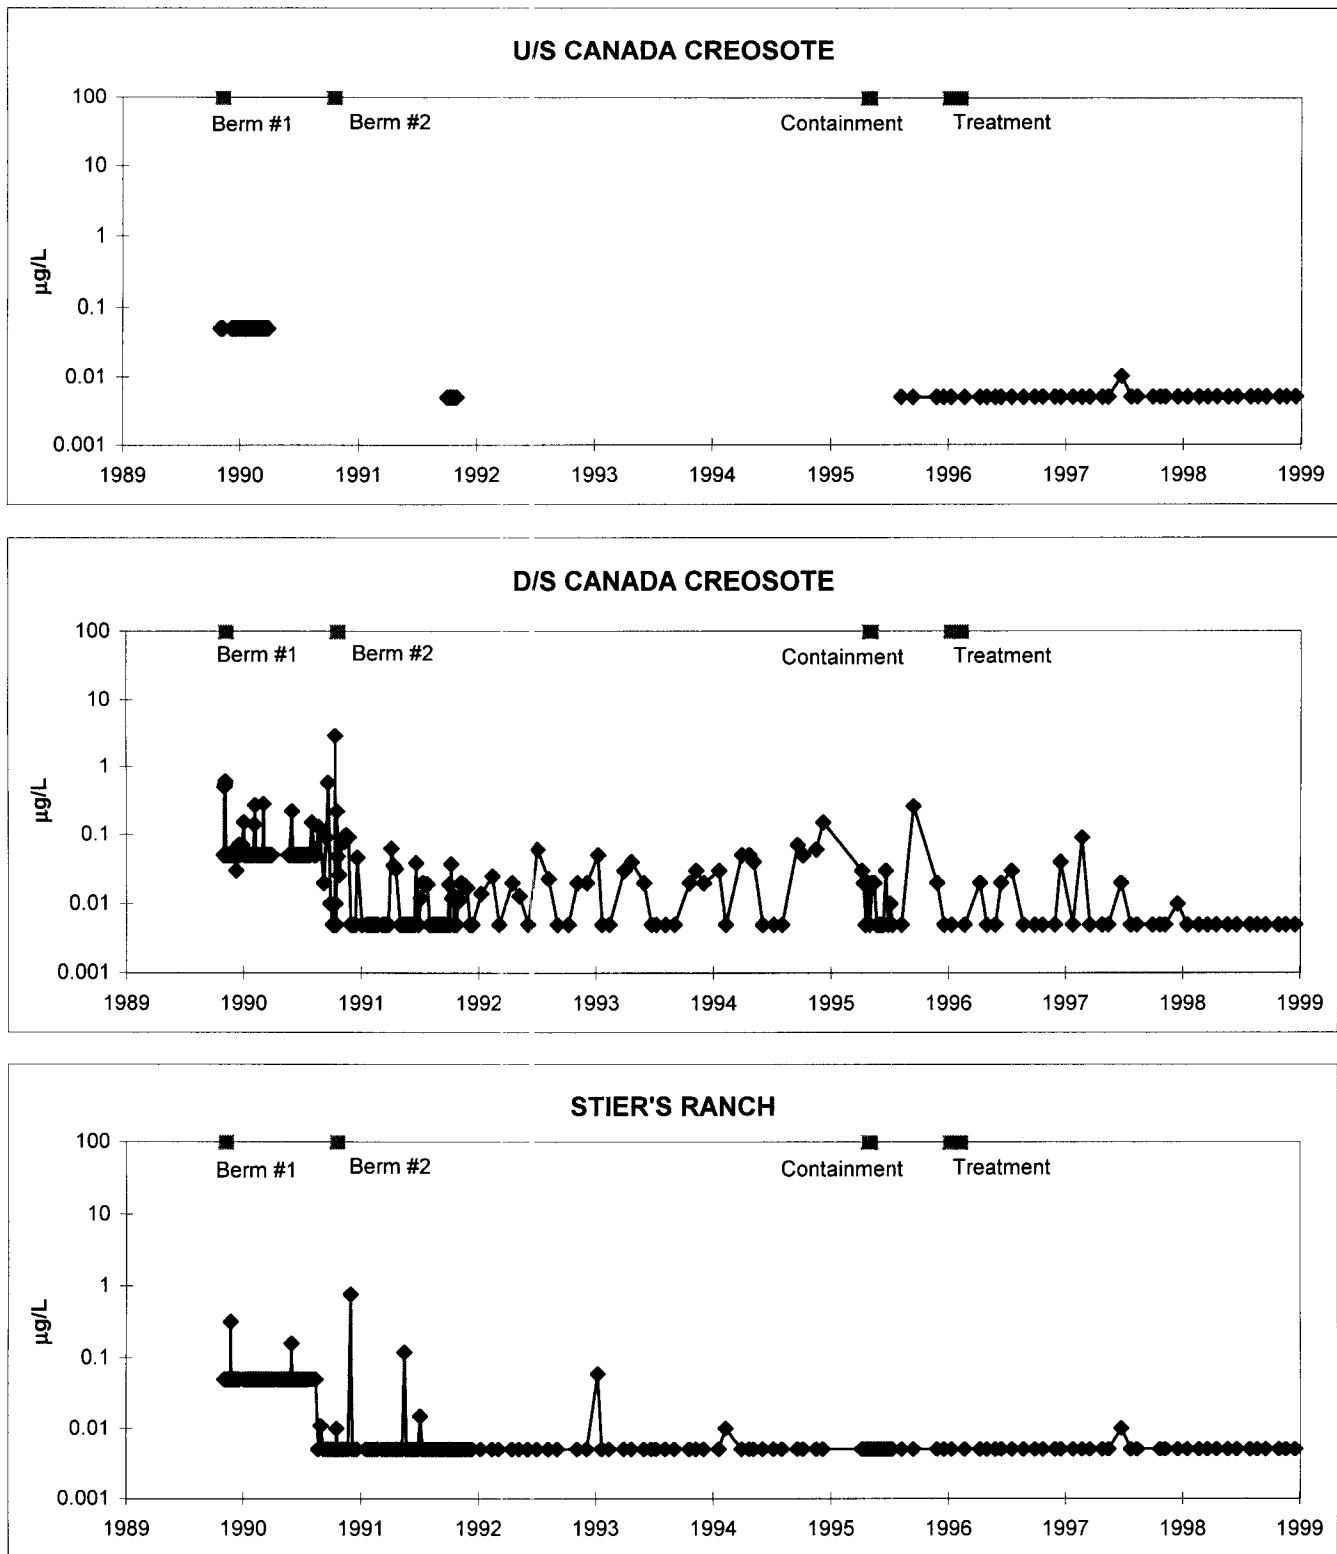 U/S CANADA CREOSOTE
100
Berm #1 Berm #2 Containment Treatment
10
1
µg/L
0.1
0.01
0.001
1989 1990 1991 1992 1993 1994 1995 1996 1997 1998 1999
D/S CANADA CREOSOTE
100
Berm #1 Berm #2 Containment Treatment
10
1
µg/L
0.1
0.01
0.001
1989 1990 1991 1992 1993 1994 1995 1996 1997 1998 1999
STIER'S RANCH
100
Berm #1 Berm #2 Containment Treatment
10
1
µg/L
0.1
0.01
0.001
1989 1990 1991 1992 1993 1994 1995 1996 1997 1998 1999